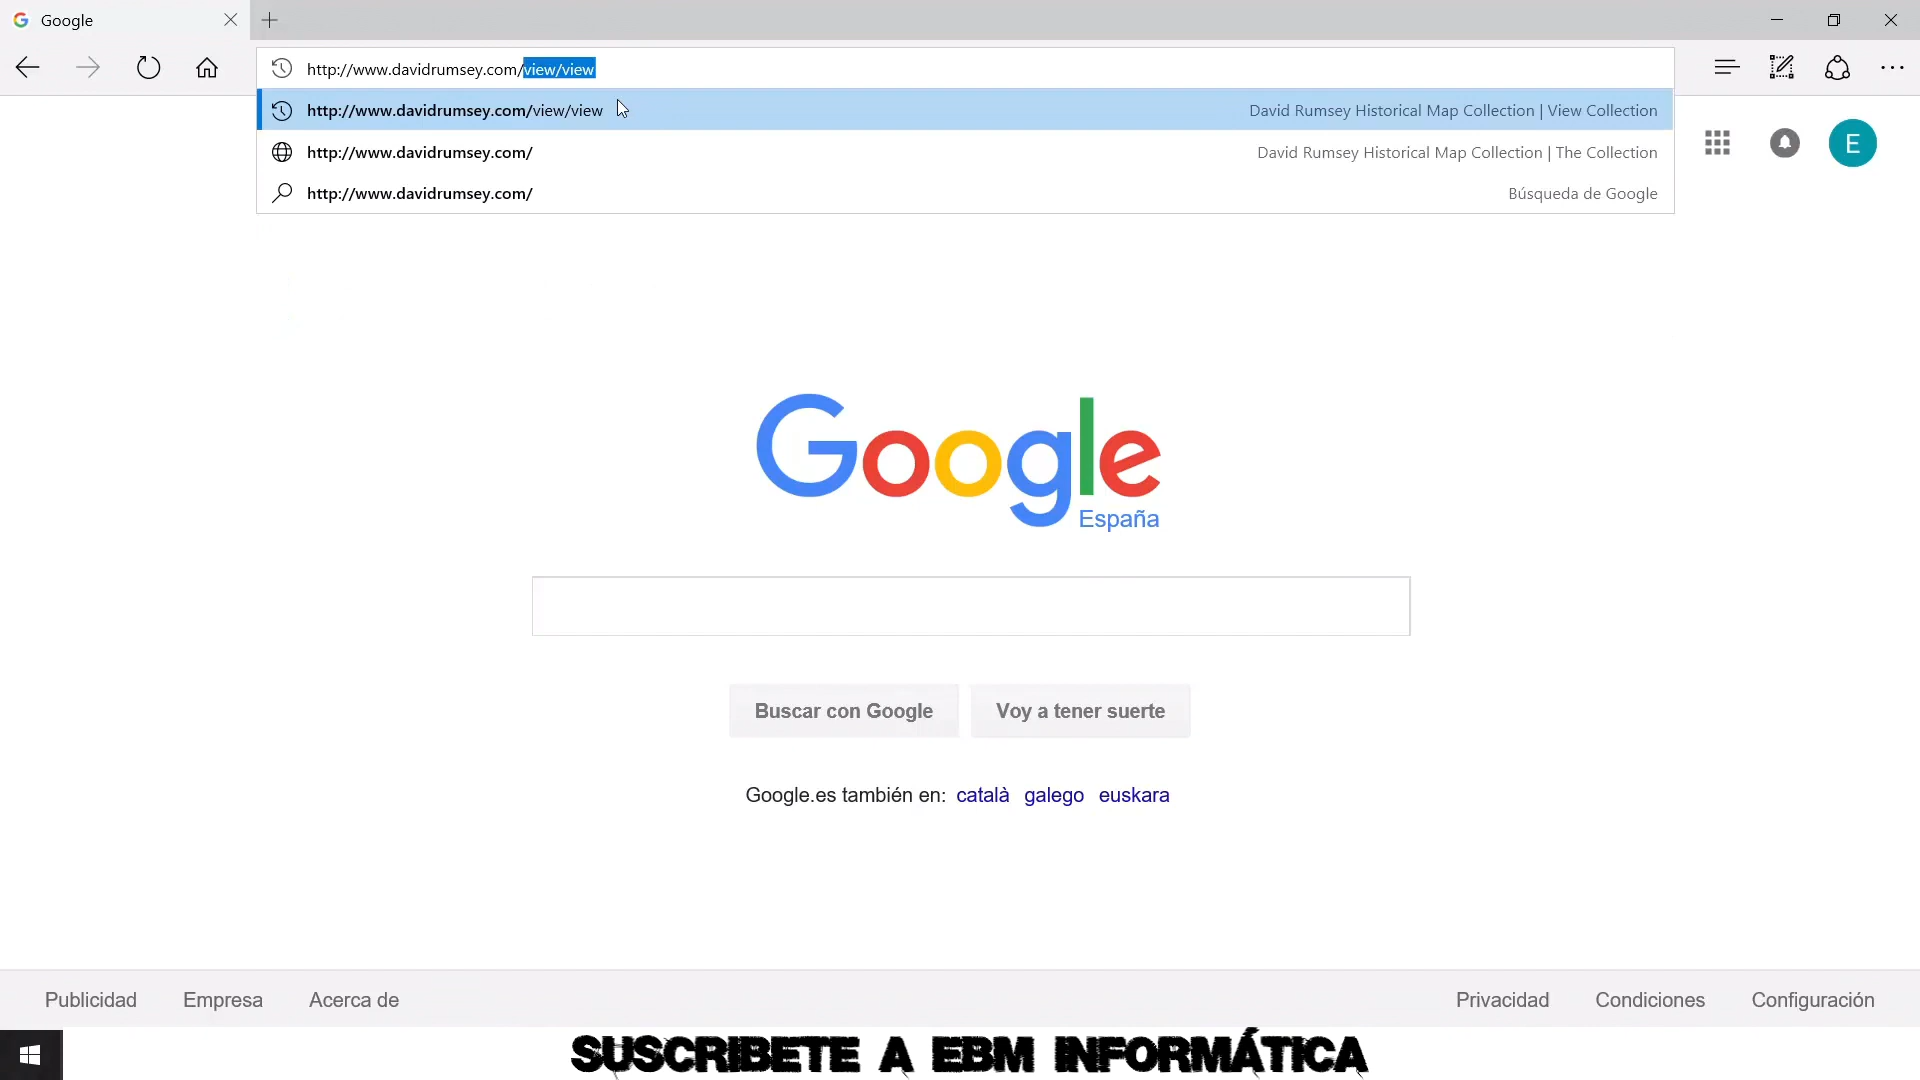 Google
http://www.davidrumsey.com/view/view
http://www.davidrumsey.com/view/view David Rumsey Historical Map Collection | View Collection
http://www.davidrumsey.com/ David Rumsey Historical Map Collection | The Collection
http://www.davidrumsey.com/ Búsqueda de Google
E
Google
España
Buscar con Google Voy a tener suerte
Google.es también en: català galego euskara
Publicidad Empresa Acerca de Privacidad Condiciones Configuración
SUSCRIBETE A EBM INFORMÁTICA